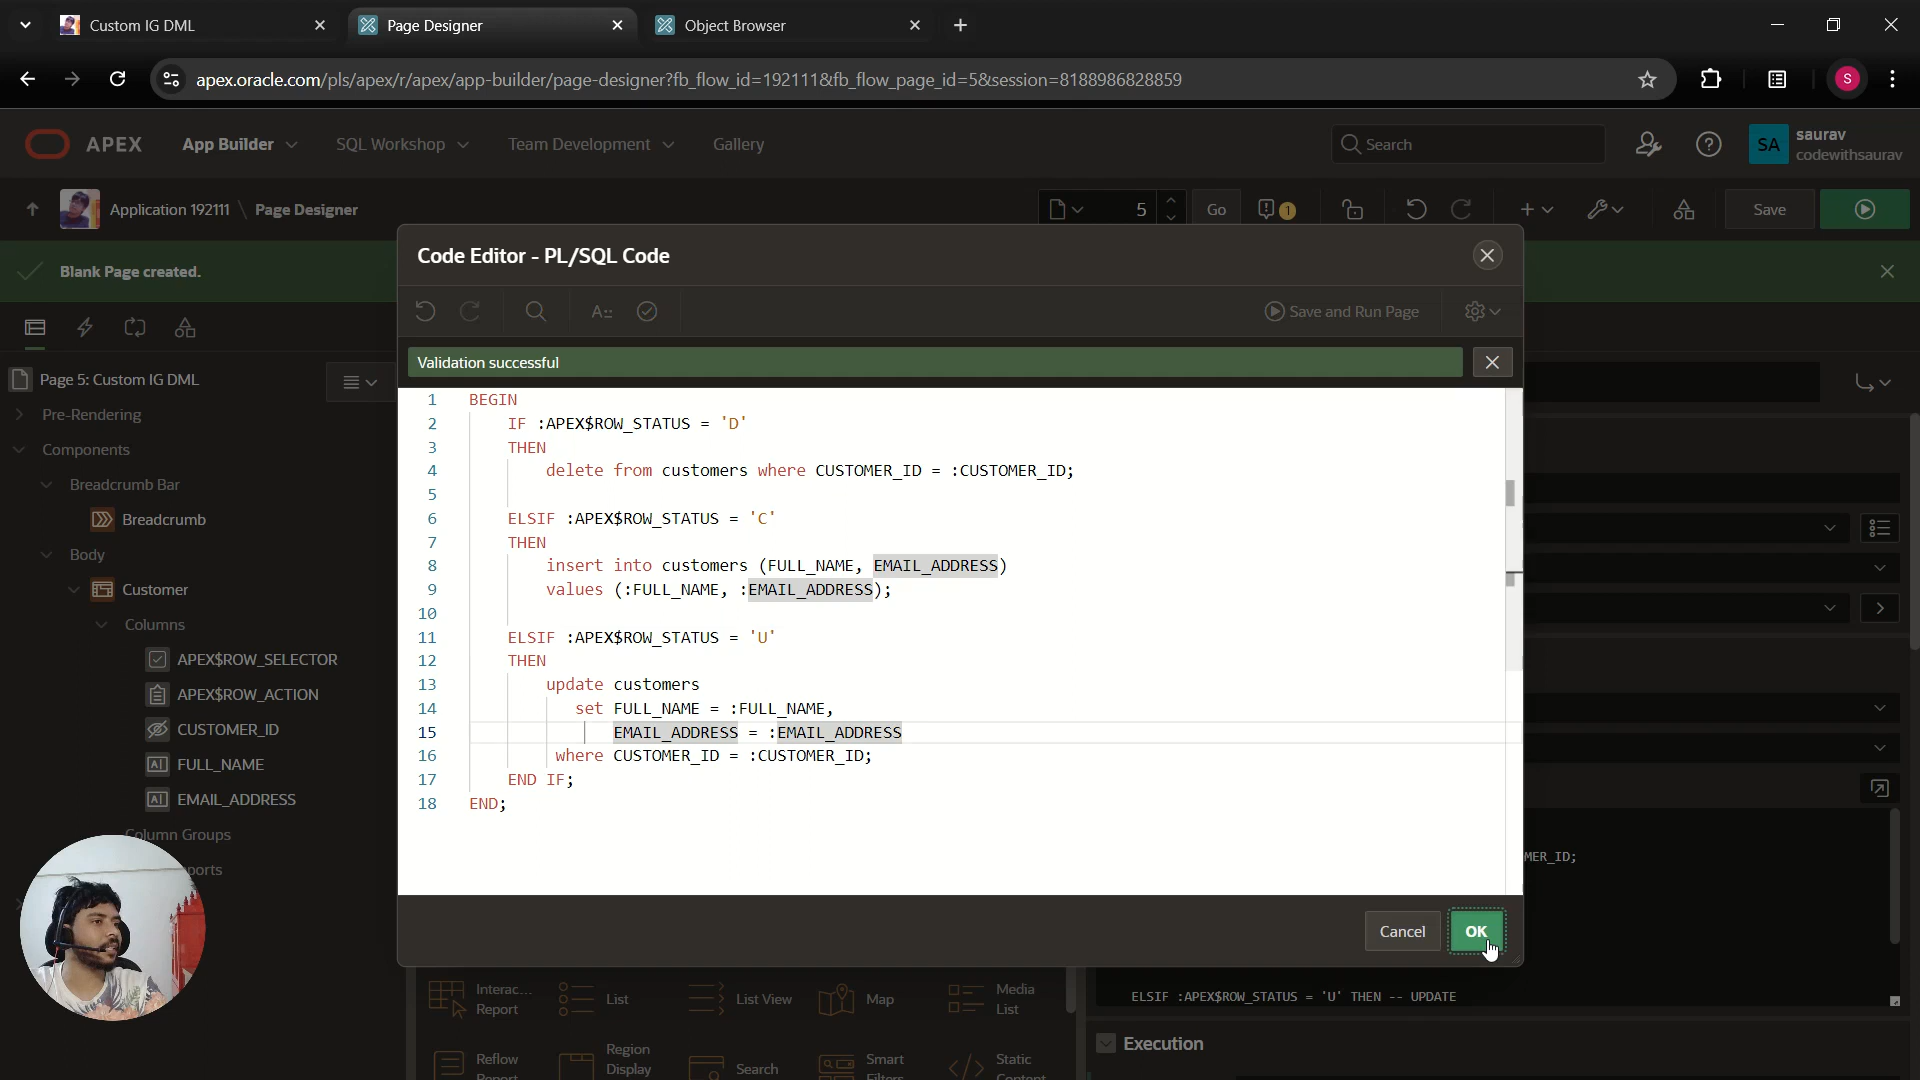 Custom IG DML
Page Designer
Object Browser
apex.oracle.com/pls/apex/r/apex/app-builder/page-designer?fb_flow_id=192111&fb_flow_page_id=5&session=8188986828859
S
APEX
App Builder
SQL Workshop
Team Development
Gallery
Search
SA
saurav
codewithsaurav
Application 192111 \ Page Designer
5
Go
1
Save
Blank Page created.
Code Editor - PL/SQL Code
Save and Run Page
Validation successful
Page 5: Custom IG DML
Pre-Rendering
Components
Breadcrumb Bar
Breadcrumb
Body
Customer
Columns
APEX$ROW_SELECTOR
APEX$ROW_ACTION
CUSTOMER_ID
FULL_NAME
EMAIL_ADDRESS
Column Groups
ports
1 BEGIN
2 IF :APEX$ROW_STATUS = 'D'
3 THEN
4 delete from customers where CUSTOMER_ID = :CUSTOMER_ID;
5
6 ELSIF :APEX$ROW_STATUS = 'C'
7 THEN
8 insert into customers (FULL_NAME, EMAIL_ADDRESS)
9 values (:FULL_NAME, :EMAIL_ADDRESS);
10
11 ELSIF :APEX$ROW_STATUS = 'U'
12 THEN
13 update customers
14 set FULL_NAME = :FULL_NAME,
15 EMAIL_ADDRESS = :EMAIL_ADDRESS
16 where CUSTOMER_ID = :CUSTOMER_ID;
17 END IF;
18 END;
MER_ID;
Cancel
OK
Interac...
Report
List
List View
Map
Media
List
ELSIF :APEX$ROW_STATUS = 'U' THEN -- UPDATE
Execution
Reflow
Report
Region
Display
Search
Smart
Filters
Static
Content